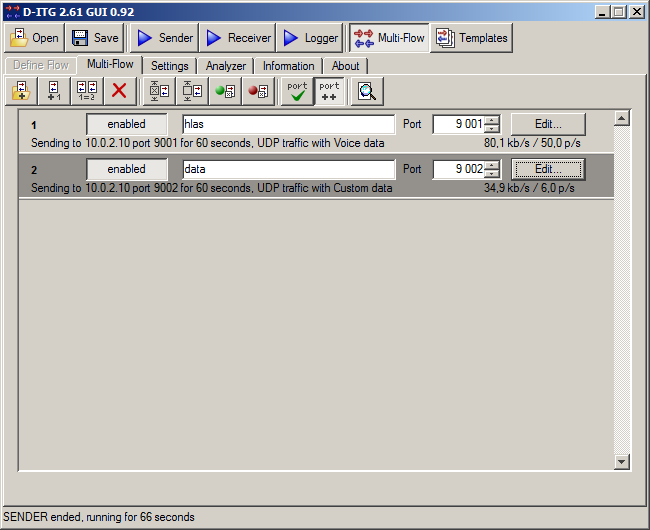 D-ITG 2.61 GUI 0.92
Open Save Sender Receiver Logger Multi-Flow Templates
Define Flow Multi-Flow Settings Analyzer Information About
+1 1=2 port port ++
1 enabled hlas Port 9 001 Edit...
Sending to 10.0.2.10 port 9001 for 60 seconds, UDP traffic with Voice data 80,1 kb/s / 50,0 p/s
2 enabled data Port 9 002 Edit...
Sending to 10.0.2.10 port 9002 for 60 seconds, UDP traffic with Custom data 34,9 kb/s / 6,0 p/s
SENDER ended, running for 66 seconds